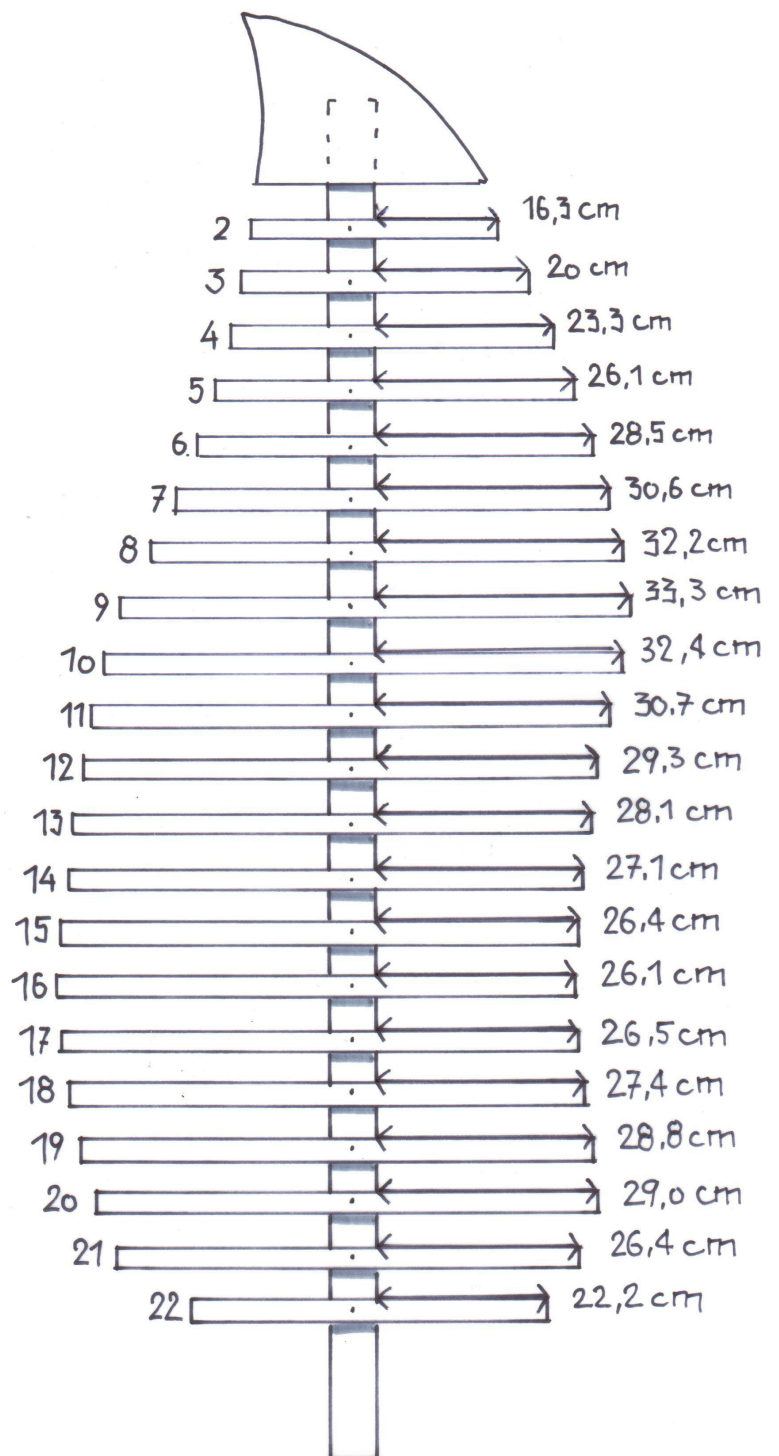 2 16,3 cm
3 20 cm
4 23,3 cm
5 26,1 cm
6. 28,5 cm
7 30,6 cm
8 32,2cm
9 33,3 cm
10 32,4 cm
11 30.7 cm
12 29,3 cm
13 28,1 cm
14 27,1cm
15 26,4 cm
16 26,1 cm
17 26,5 cm
18 27,4 cm
19 28,8cm
20 29,0 cm
21 26,4 cm
22 22,2 cm